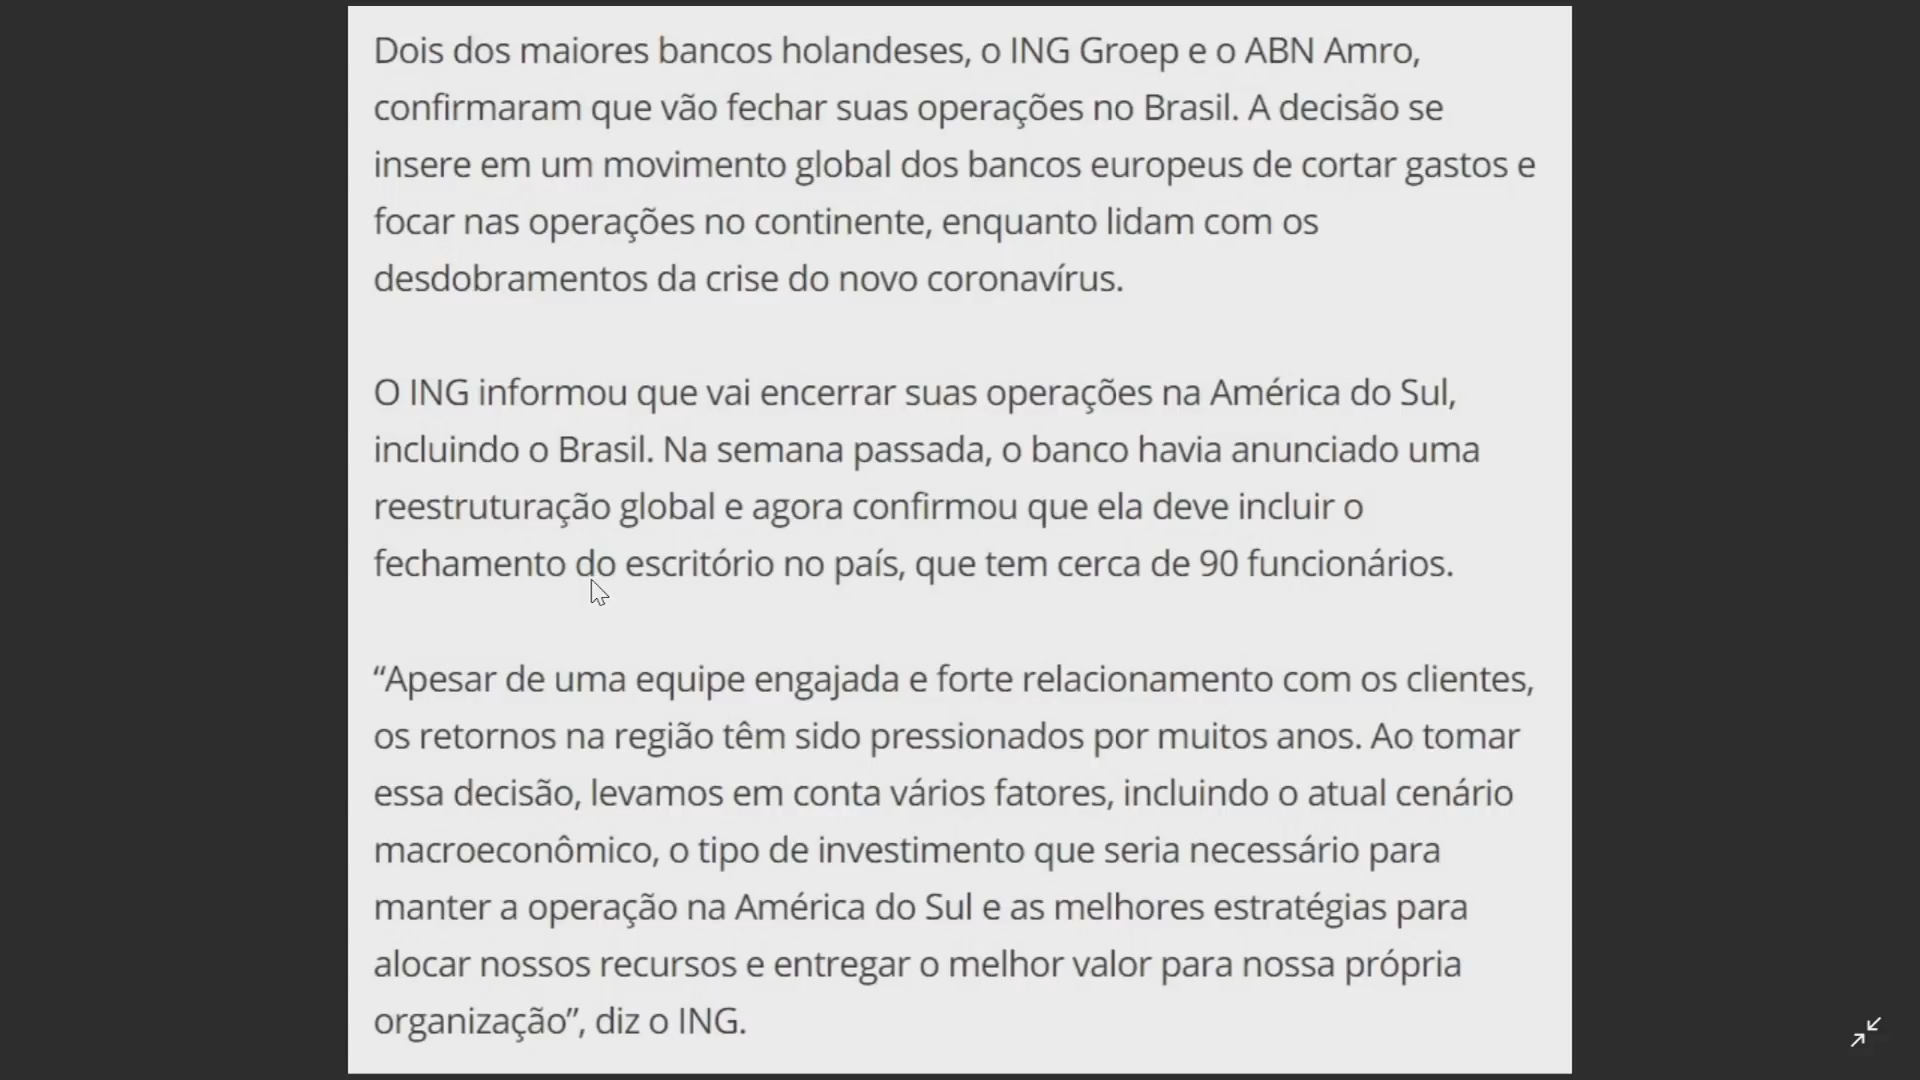 Dois dos maiores bancos holandeses, o ING Groep e o ABN Amro,
confirmaram que vão fechar suas operações no Brasil. A decisão se
insere em um movimento global dos bancos europeus de cortar gastos e
focar nas operações no continente, enquanto lidam com os
desdobramentos da crise do novo coronavírus.
O ING informou que vai encerrar suas operações na América do Sul,
incluindo o Brasil. Na semana passada, o banco havia anunciado uma
reestruturação global e agora confirmou que ela deve incluir o
fechamento do escritório no país, que tem cerca de 90 funcionários.
“Apesar de uma equipe engajada e forte relacionamento com os clientes,
os retornos na região têm sido pressionados por muitos anos. Ao tomar
essa decisão, levamos em conta vários fatores, incluindo o atual cenário
macroeconômico, o tipo de investimento que seria necessário para
manter a operação na América do Sul e as melhores estratégias para
alocar nossos recursos e entregar o melhor valor para nossa própria
organização”, diz o ING.